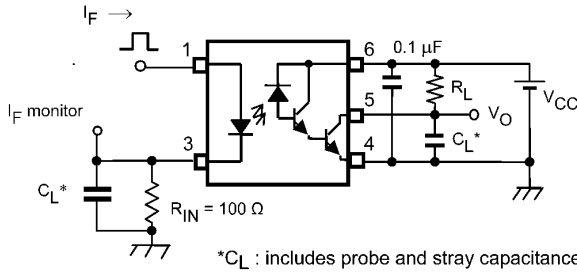 I_F →
1
6
0.1 μF
R_L
V_CC
5
V_O
I_F monitor
3
4
C_L*
C_L*
R_IN = 100 Ω
*C_L : includes probe and stray capacitance